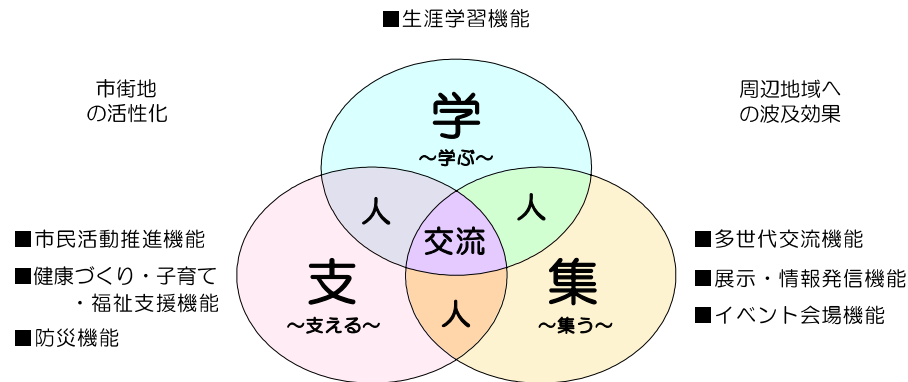 ■生涯学習機能
市街地
の活性化
周辺地域へ
の波及効果
学
～学ぶ～
人
人
交流
■市民活動推進機能
■健康づくり・子育て
・福祉支援機能
■防災機能
支
～支える～
人
集
～集う～
■多世代交流機能
■展示・情報発信機能
■イベント会場機能